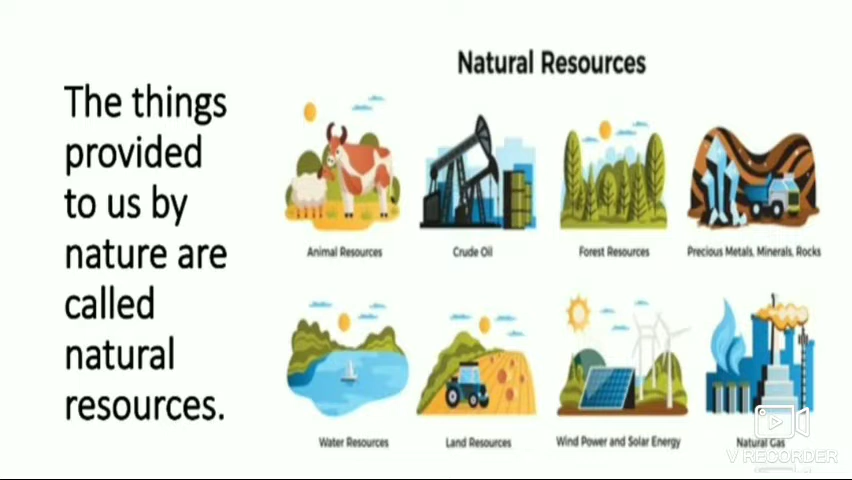 The things
provided
to us by
nature are
called
natural
resources.
Natural Resources
Animal Resources
Crude Oil
Forest Resources
Precious Metals, Minerals, Rocks
Water Resources
Land Resources
Wind Power and Solar Energy
Natural Gas
V RECORDER